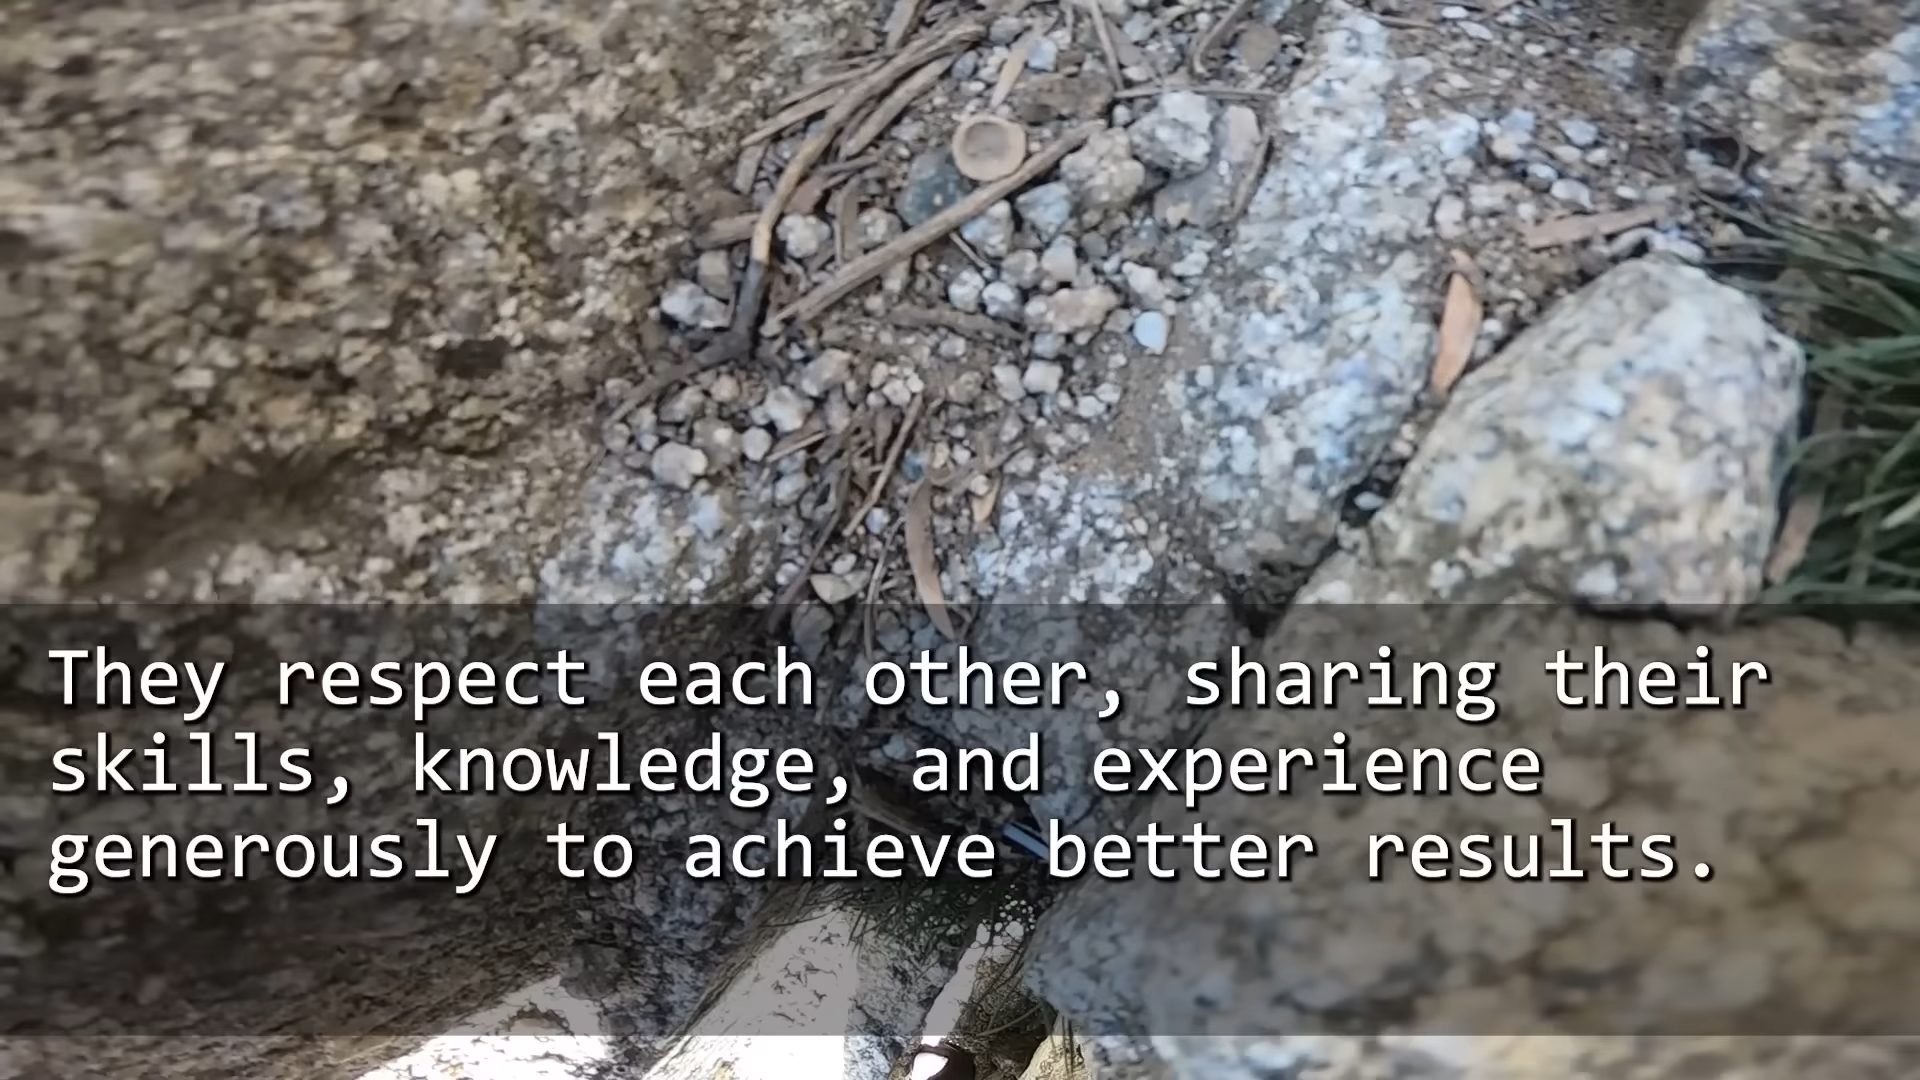 They respect each other, sharing their
skills, knowledge, and experience
generously to achieve better results.